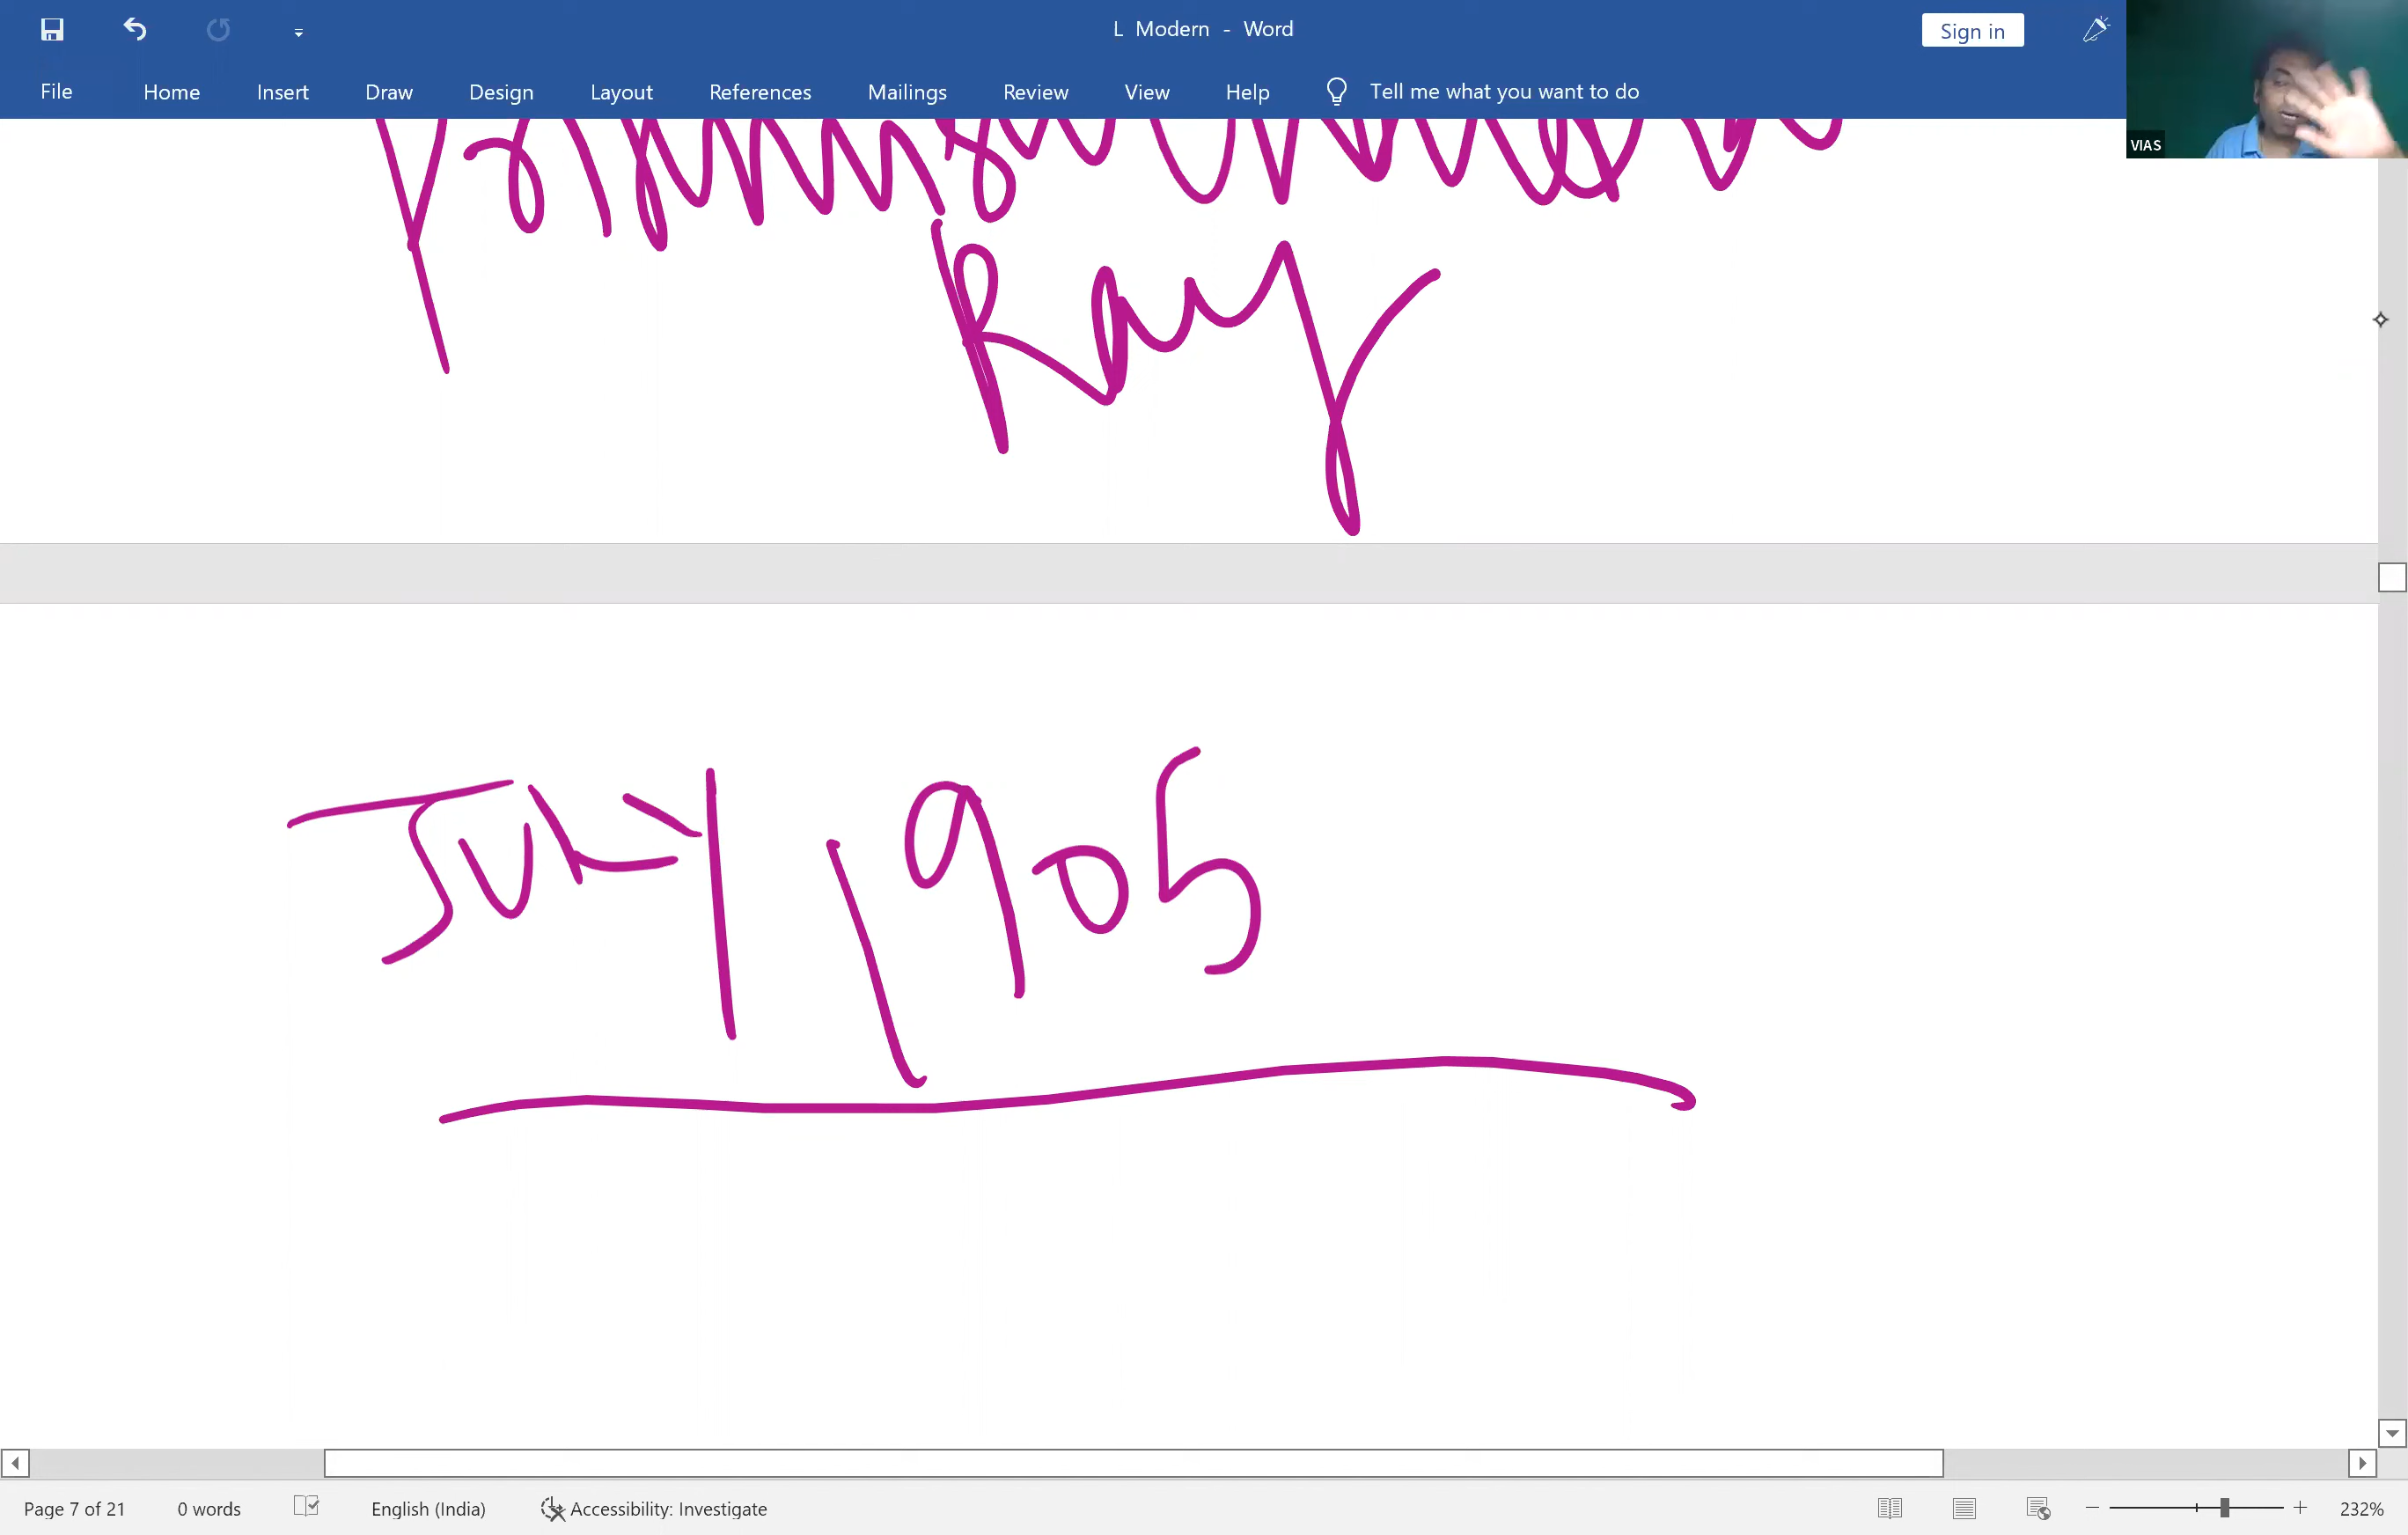 L Modern - Word
Sign in
VIAS
File Home Insert Draw Design Layout References Mailings Review View Help Tell me what you want to do
Ray
July 1905
Page 7 of 21 0 words English (India) Accessibility: Investigate 232%